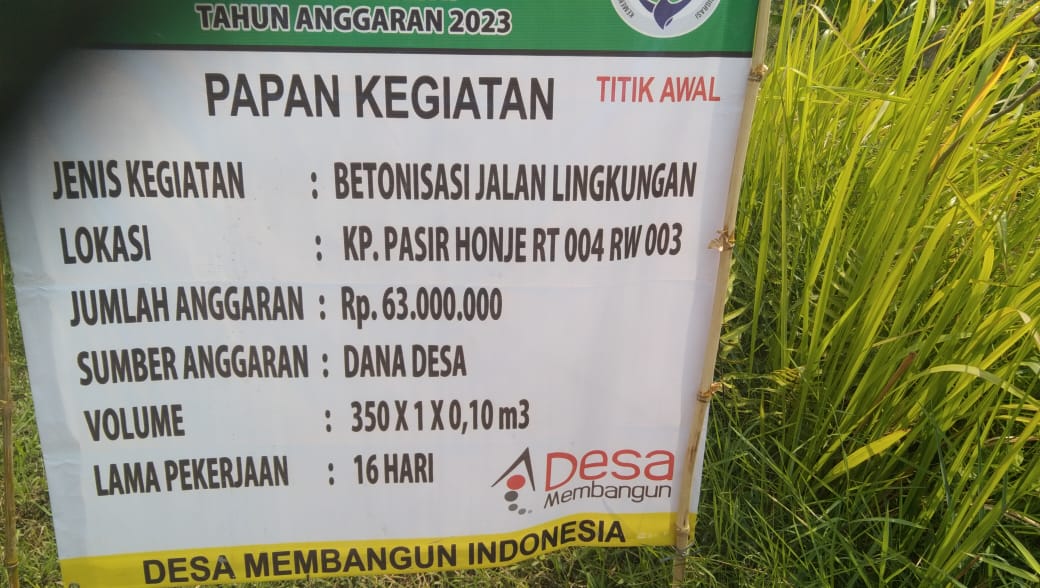 TAHUN ANGGARAN 2023
PAPAN KEGIATAN
TITIK AWAL
JENIS KEGIATAN : BETONISASI JALAN LINGKUNGAN
LOKASI : KP. PASIR HONJE RT 004 RW 003
JUMLAH ANGGARAN : Rp. 63.000.000
SUMBER ANGGARAN : DANA DESA
VOLUME : 350 X 1 X 0,10 m3
LAMA PEKERJAAN : 16 HARI
Desa
Membangun
DESA MEMBANGUN INDONESIA